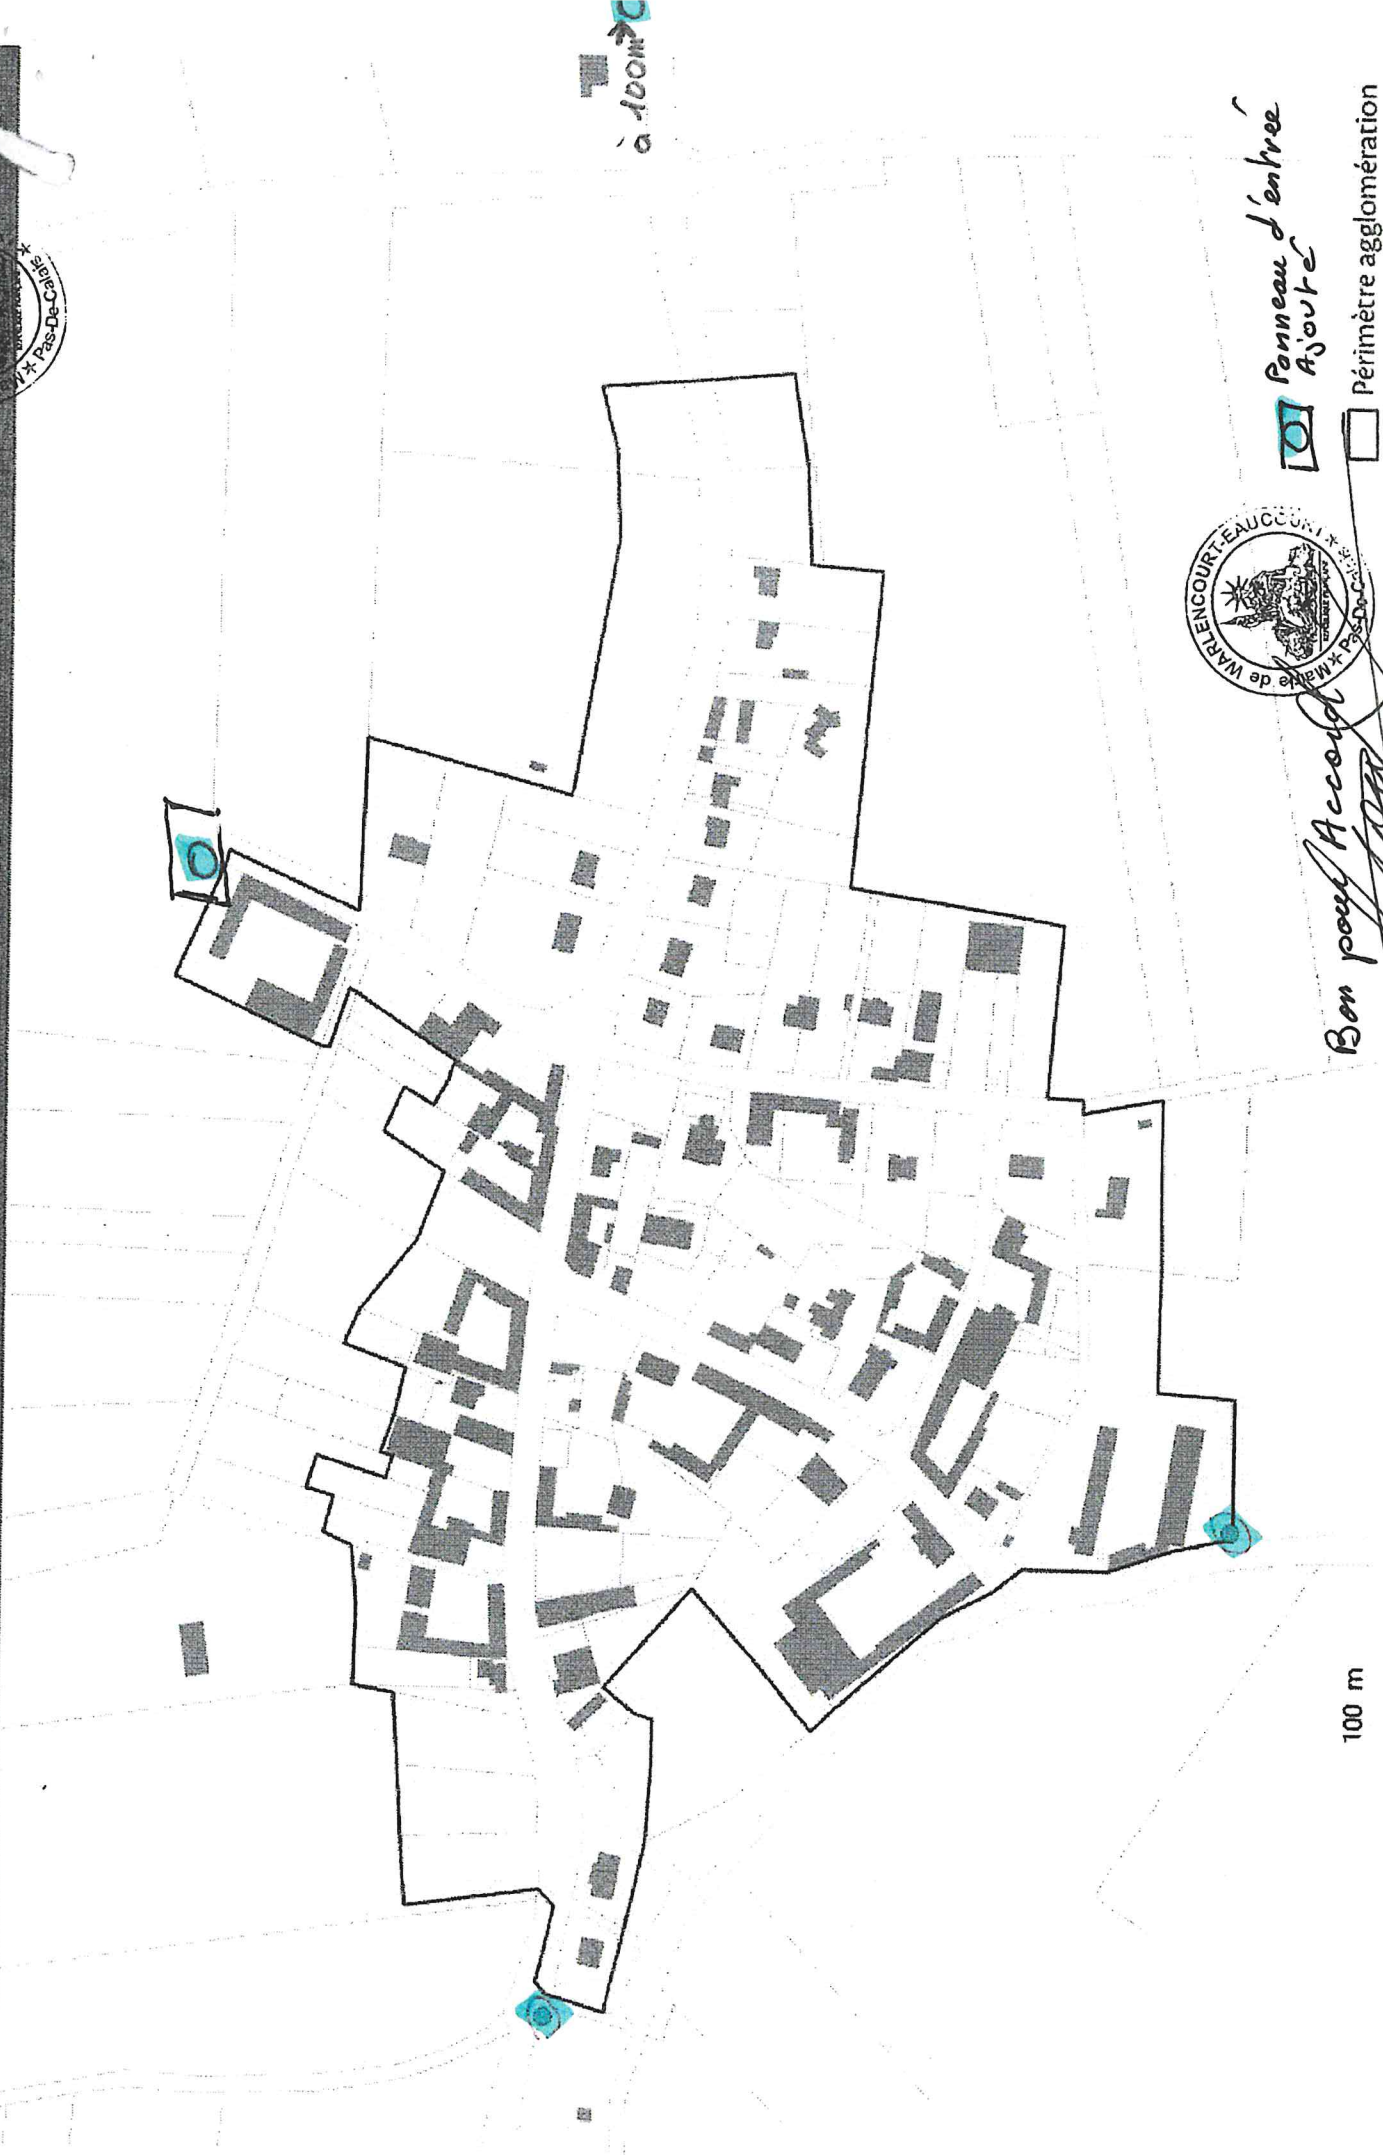 à 100m
Pas-De-Calais *
Panneau d'entrée
Ajouté
Périmètre agglomération
Mairie de WARLENCOURT-EAUCOURT * Pas-De-Calais *
Bon pour Accord
100 m